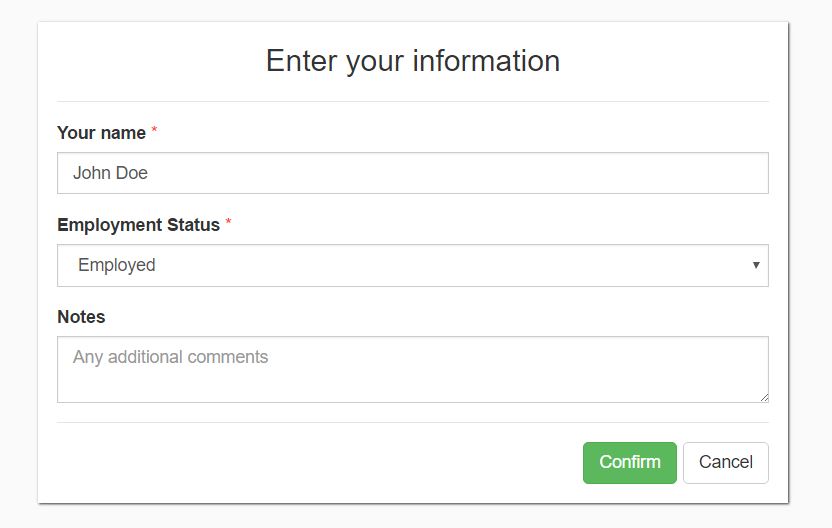 Enter your information
Your name *
John Doe
Employment Status *
Employed
Notes
Any additional comments
Confirm Cancel